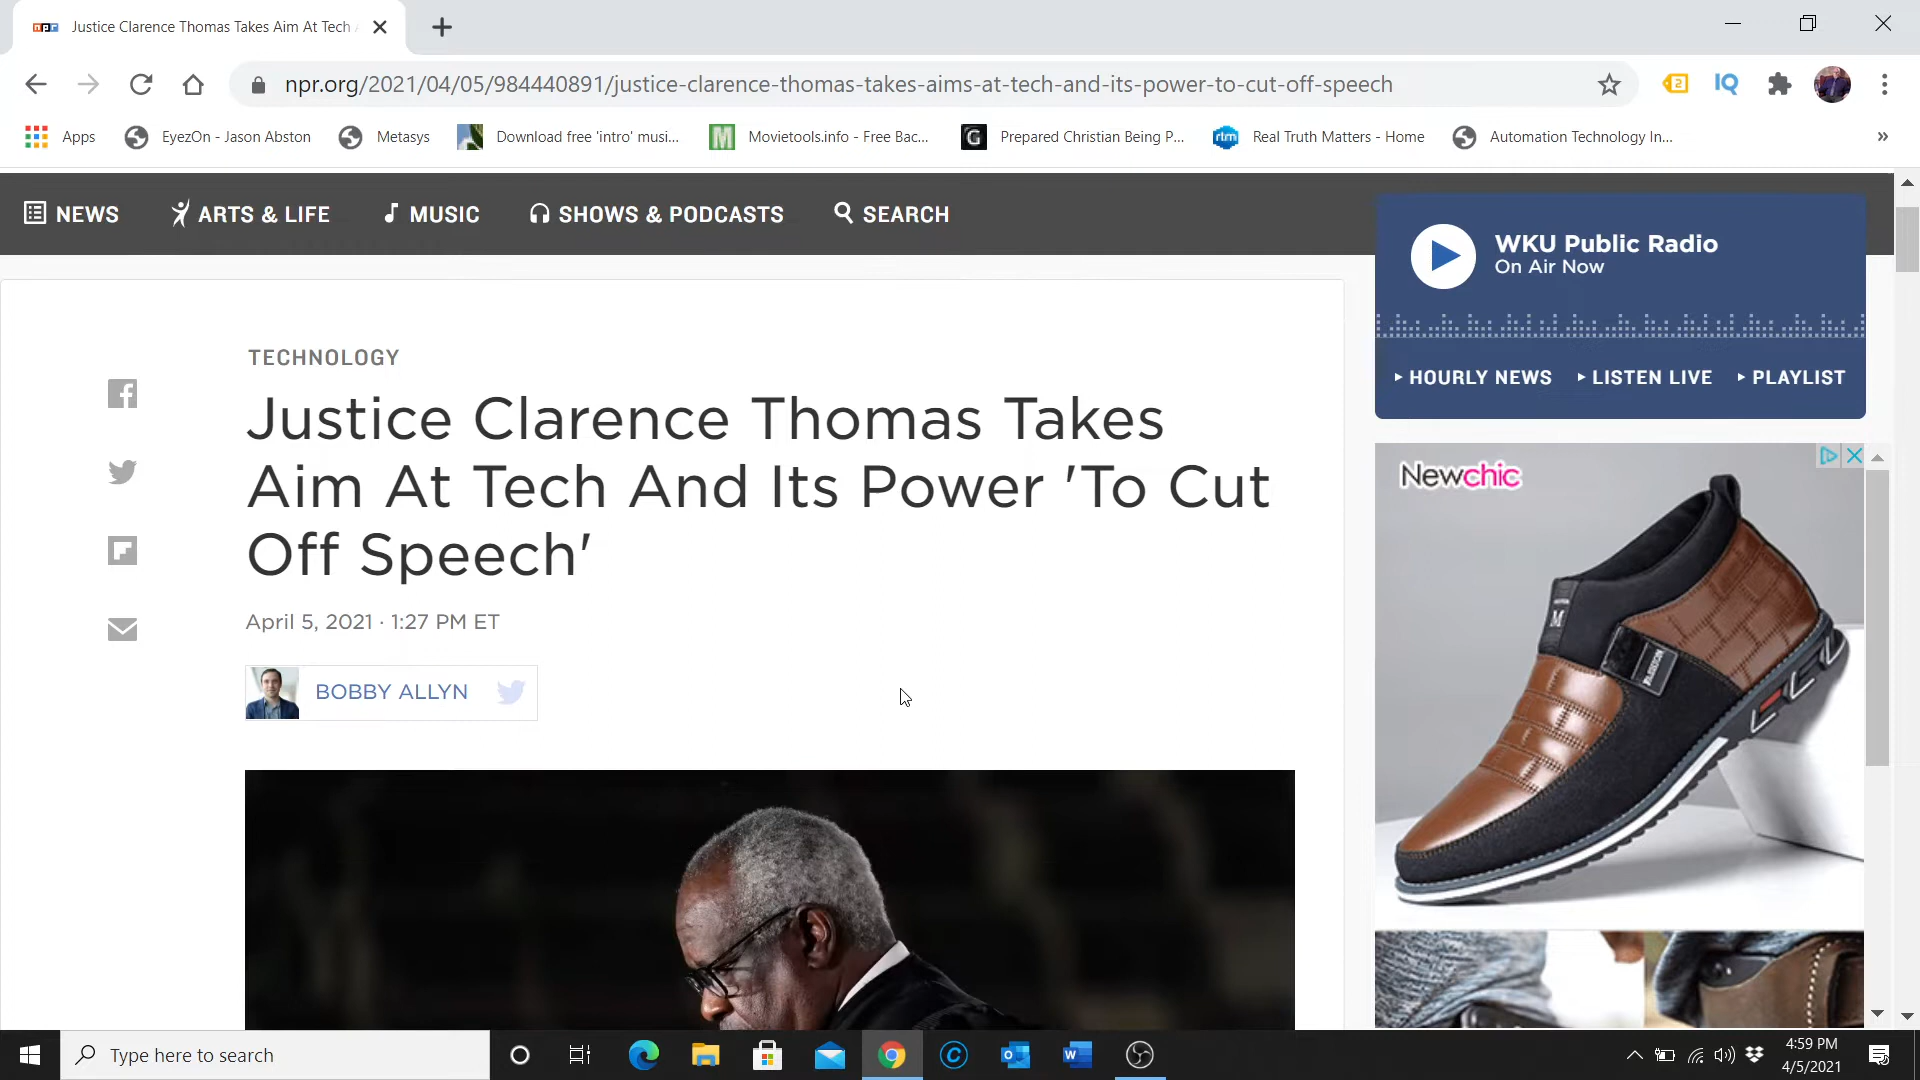 npr Justice Clarence Thomas Takes Aim At Tech
npr.org/2021/04/05/984440891/justice-clarence-thomas-takes-aims-at-tech-and-its-power-to-cut-off-speech
2
IQ
Apps EyezOn - Jason Abston Metasys Download free 'intro' musi... M Movietools.info - Free Bac... G Prepared Christian Being P... rtm Real Truth Matters - Home Automation Technology In... »
NEWS ARTS & LIFE MUSIC SHOWS & PODCASTS SEARCH
WKU Public Radio
On Air Now
HOURLY NEWS LISTEN LIVE PLAYLIST
TECHNOLOGY
Justice Clarence Thomas Takes
Aim At Tech And Its Power 'To Cut
Off Speech'
April 5, 2021 · 1:27 PM ET
BOBBY ALLYN
Newchic
M
Type here to search
4:59 PM
4/5/2021